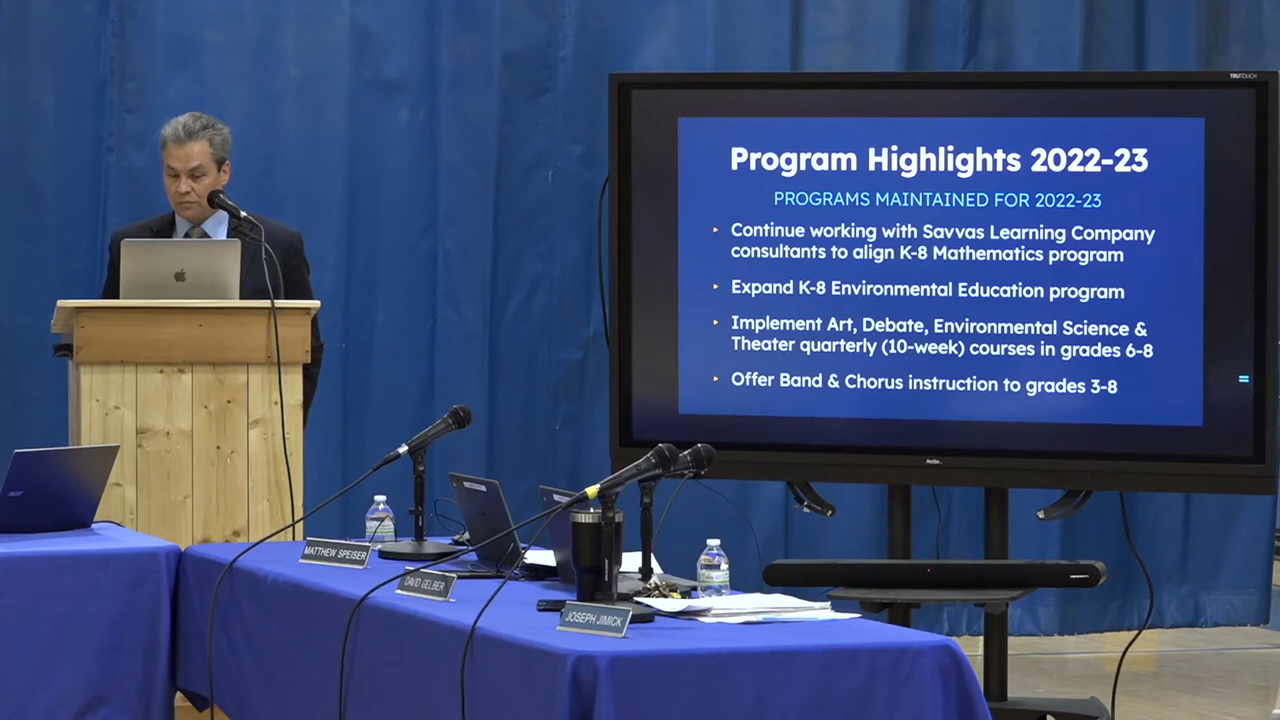 TRUTOUCH
Program Highlights 2022-23
PROGRAMS MAINTAINED FOR 2022-23
Continue working with Savvas Learning Company
consultants to align K-8 Mathematics program
Expand K-8 Environmental Education program
Implement Art, Debate, Environmental Science &
Theater quarterly (10-week) courses in grades 6-8
Offer Band & Chorus instruction to grades 3-8
acer
MATTHEW SPEISER
DAVID GELBER
JOSEPH JIMICK